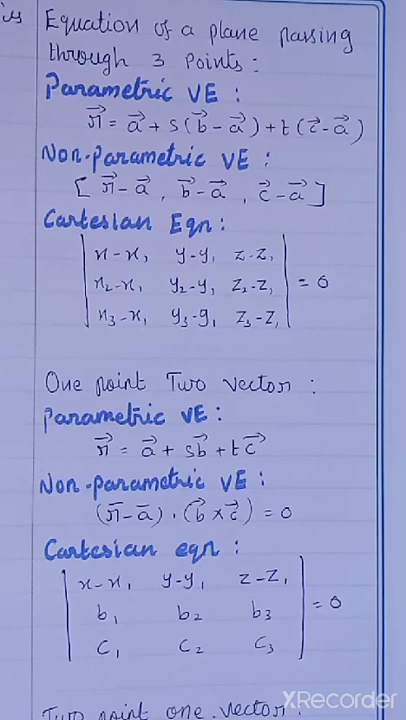 Equation of a plane passing
through 3 points:
Parametric VE:
r⃗ = a⃗ + s(b⃗ - a⃗) + t(c⃗ - a⃗)
Non-Parametric VE:
[r⃗ - a⃗, b⃗ - a⃗, c⃗ - a⃗]
Cartesian Eqn:
| x-x₁ y-y₁ z-z₁ |
| x₂-x₁ y₂-y₁ z₂-z₁ | = 0
| x₃-x₁ y₃-y₁ z₃-z₁ |
One point Two vector:
Parametric VE:
r⃗ = a⃗ + sb⃗ + tc⃗
Non-parametric VE:
(r̅ - a̅) · (b⃗ × c⃗) = 0
Cartesian eqn:
| x-x₁ y-y₁ z-z₁ |
| b₁ b₂ b₃ | = 0
| c₁ c₂ c₃ |
Two point one vector:
XRecorder